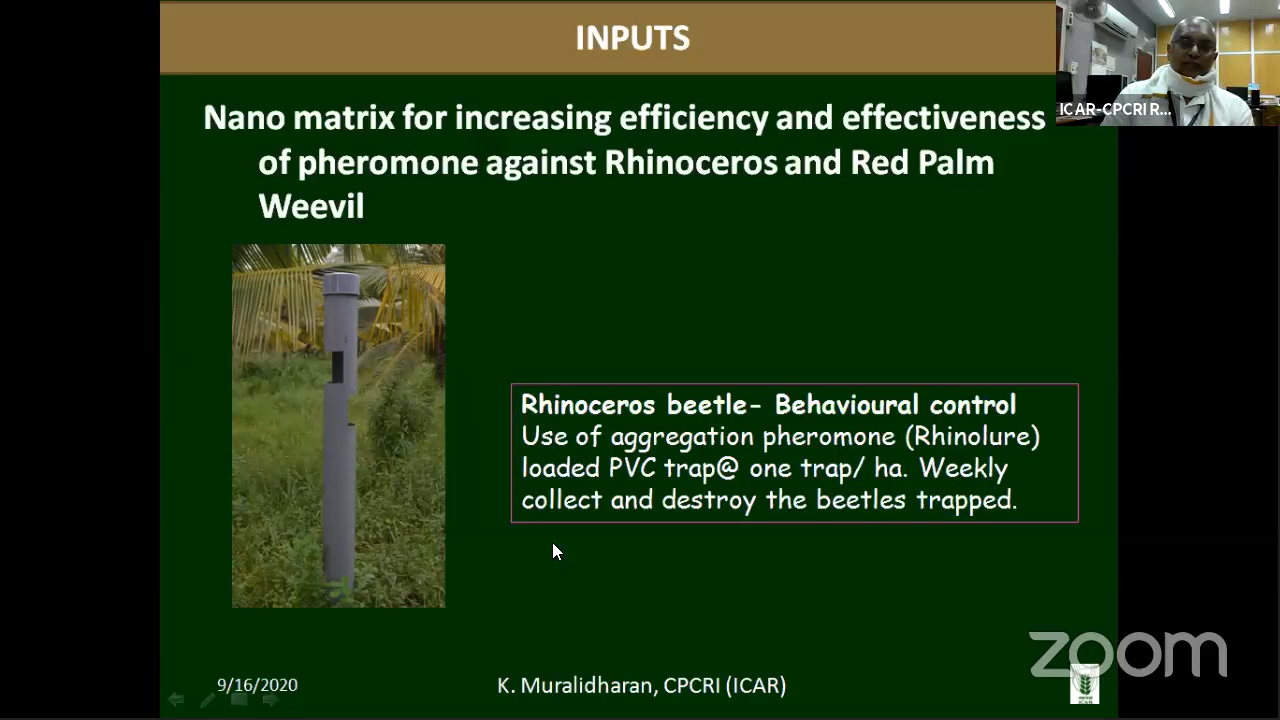 INPUTS
ICAR-CPCRI R...
Nano matrix for increasing efficiency and effectiveness
of pheromone against Rhinoceros and Red Palm
Weevil
Rhinoceros beetle- Behavioural control
Use of aggregation pheromone (Rhinolure)
loaded PVC trap@ one trap/ ha. Weekly
collect and destroy the beetles trapped.
zoom
9/16/2020
K. Muralidharan, CPCRI (ICAR)
ICAR